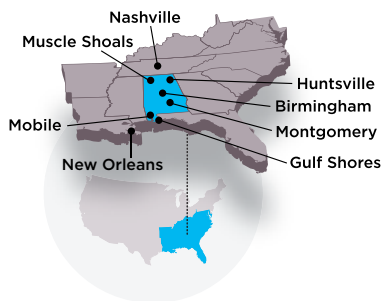 Nashville
Muscle Shoals
Huntsville
Birmingham
Mobile
Montgomery
New Orleans
Gulf Shores